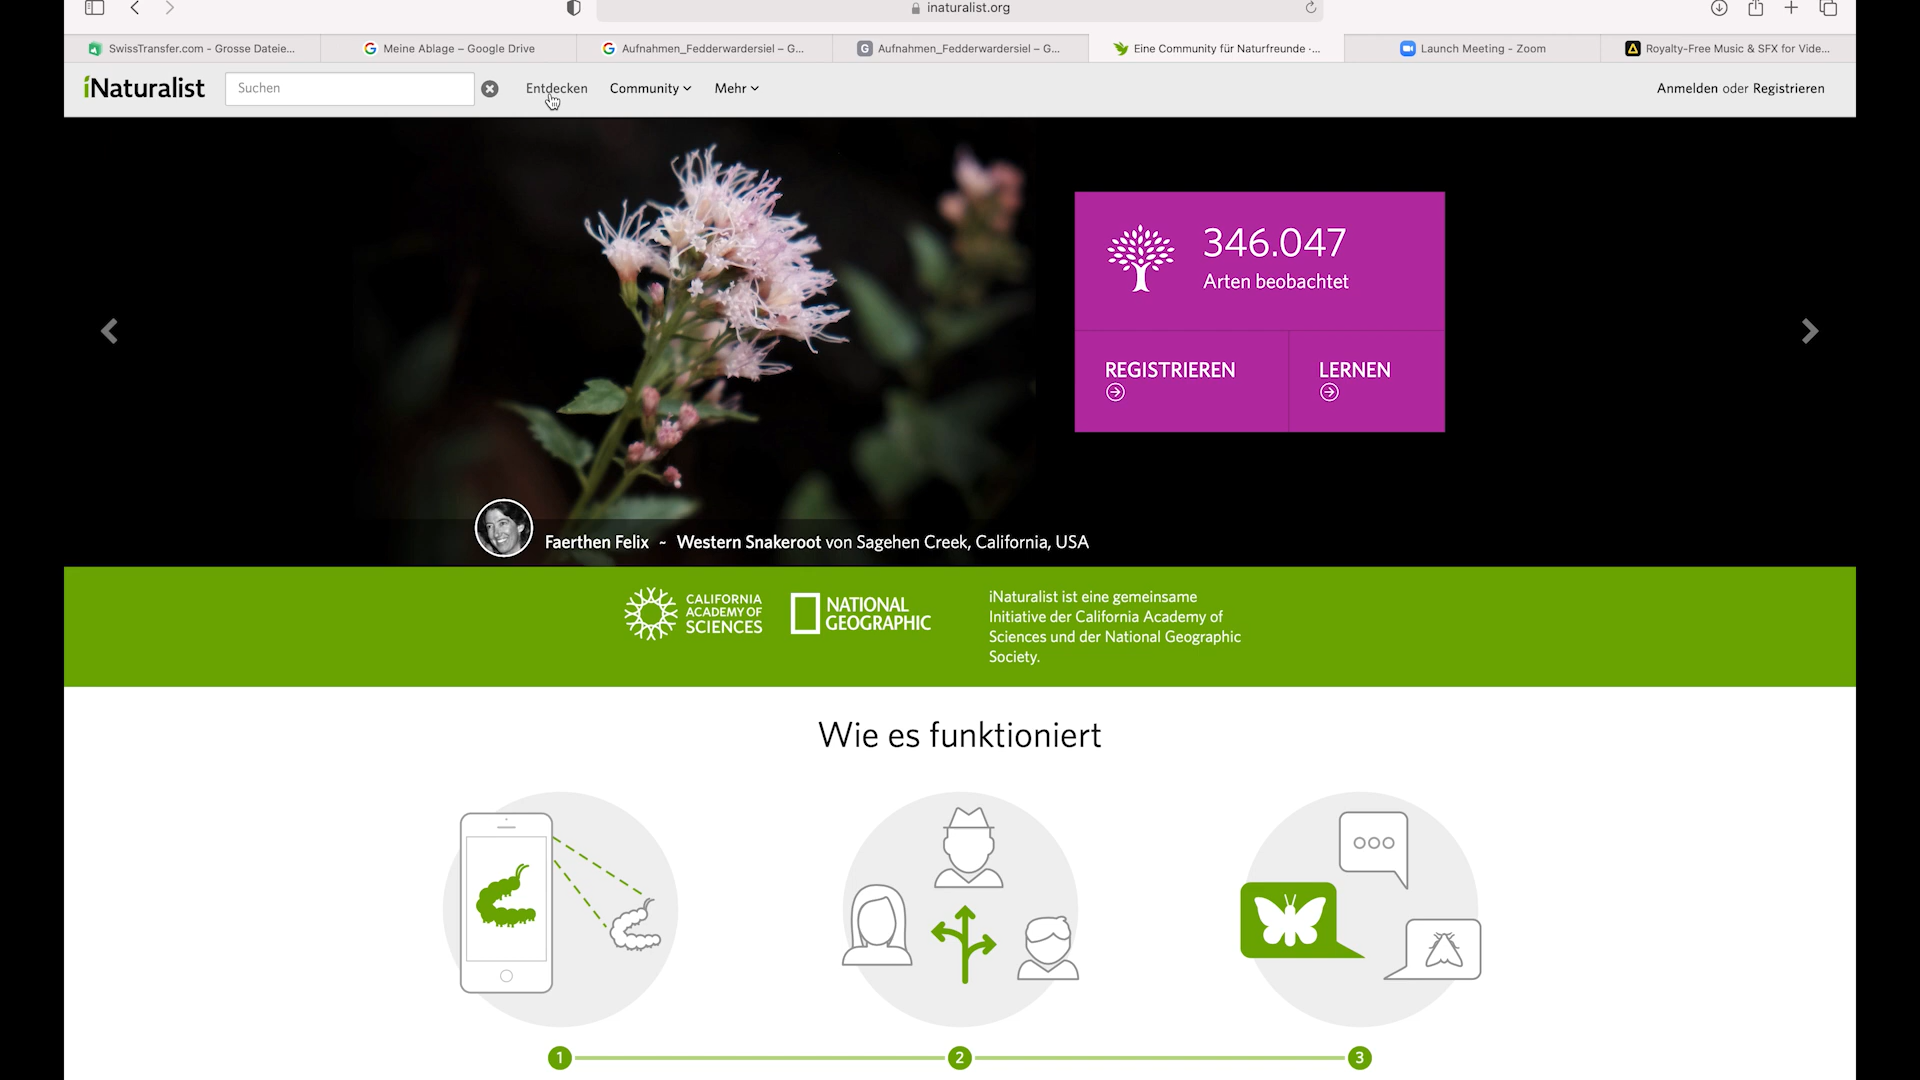 inaturalist.org
SwissTransfer.com - Grosse Dateie...
Meine Ablage – Google Drive
Aufnahmen_Fedderwardersiel – G...
Aufnahmen_Fedderwardersiel – G...
Eine Community für Naturfreunde ·...
Launch Meeting - Zoom
Royalty-Free Music & SFX for Vide...
iNaturalist
Suchen
Entdecken
Community
Mehr
Anmelden oder Registrieren
346.047
Arten beobachtet
REGISTRIEREN
LERNEN
Faerthen Felix ~ Western Snakeroot von Sagehen Creek, California, USA
CALIFORNIA
ACADEMY OF
SCIENCES
NATIONAL
GEOGRAPHIC
iNaturalist ist eine gemeinsame
Initiative der California Academy of
Sciences und der National Geographic
Society.
Wie es funktioniert
1
2
3